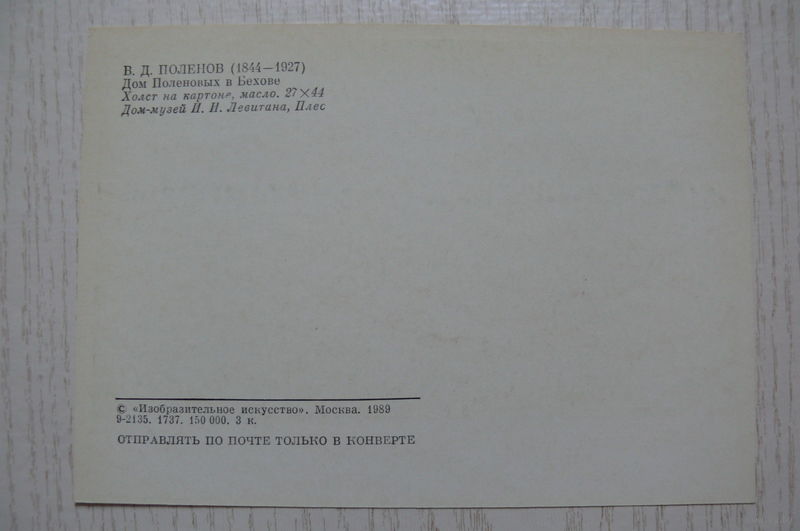 В. Д. ПОЛЕНОВ (1844—1927)
Дом Поленовых в Бехове
Холст на картоне, масло. 27×44
Дом-музей И. И. Левитана, Плес
© «Изобразительное искусство». Москва. 1989
9-2135. 1737. 150 000. 3 к.
ОТПРАВЛЯТЬ ПО ПОЧТЕ ТОЛЬКО В КОНВЕРТЕ